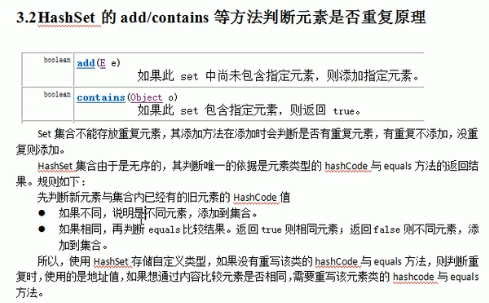 3.2HashSet 的 add/contains 等方法判断元素是否重复原理
boolean add(E e)
如果此 set 中尚未包含指定元素，则添加指定元素。
boolean contains(Object o)
如果此 set 包含指定元素，则返回 true。
Set 集合不能存放重复元素，其添加方法在添加时会判断是否有重复元素，有重复不添加，没重
复则添加。
HashSet 集合由于是无序的，其判断唯一的依据是元素类型的 hashCode 与 equals 方法的返回结
果。规则如下：
先判断新元素与集合内已经有的旧元素的 HashCode 值
● 如果不同，说明是不同元素，添加到集合。
● 如果相同，再判断 equals 比较结果。返回 true 则相同元素；返回 false 则不同元素，添
加到集合。
所以，使用 HashSet 存储自定义类型，如果没有重写该类的 hashCode 与 equals 方法，则判断重
复时，使用的是地址值，如果想通过内容比较元素是否相同，需要重写该元素类的 hashcode 与 equals
方法。